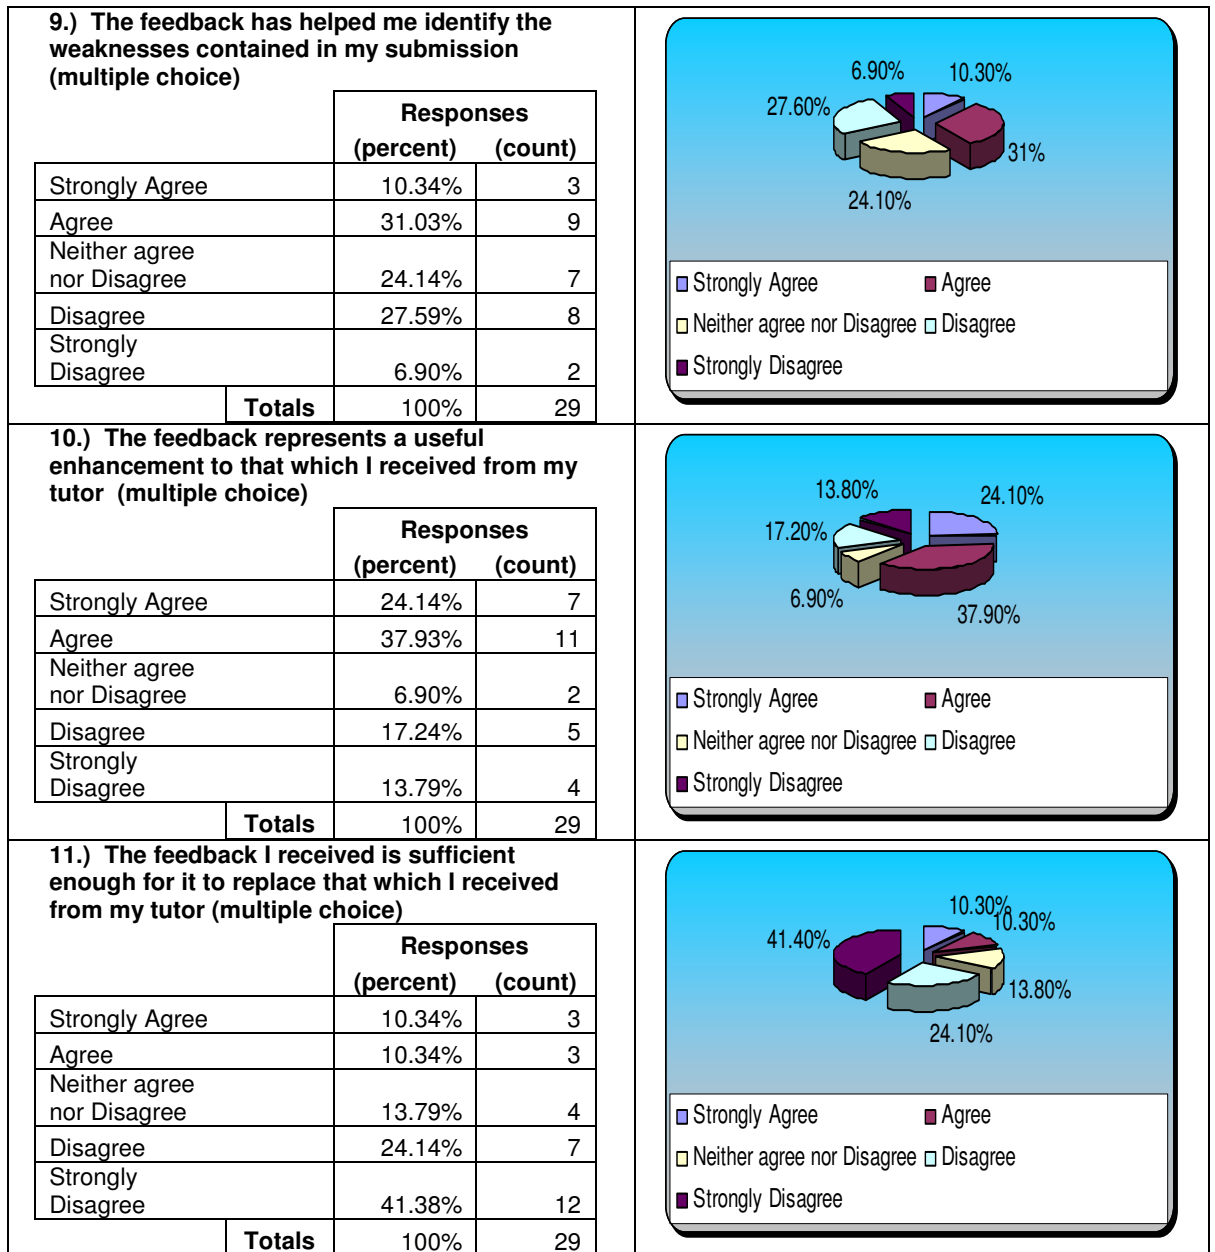 9.)  The feedback has helped me identify the
weaknesses contained in my submission
(multiple choice)
Responses
(percent) (count)
Strongly Agree 10.34% 3
Agree 31.03% 9
Neither agree
nor Disagree 24.14% 7
Disagree 27.59% 8
Strongly
Disagree 6.90% 2
Totals 100% 29
6.90% 10.30%
27.60%
31%
24.10%
Strongly Agree Agree
Neither agree nor Disagree Disagree
Strongly Disagree
10.)  The feedback represents a useful
enhancement to that which I received from my
tutor  (multiple choice)
Responses
(percent) (count)
Strongly Agree 24.14% 7
Agree 37.93% 11
Neither agree
nor Disagree 6.90% 2
Disagree 17.24% 5
Strongly
Disagree 13.79% 4
Totals 100% 29
13.80% 24.10%
17.20%
6.90%
37.90%
Strongly Agree Agree
Neither agree nor Disagree Disagree
Strongly Disagree
11.)  The feedback I received is sufficient
enough for it to replace that which I received
from my tutor (multiple choice)
Responses
(percent) (count)
Strongly Agree 10.34% 3
Agree 10.34% 3
Neither agree
nor Disagree 13.79% 4
Disagree 24.14% 7
Strongly
Disagree 41.38% 12
Totals 100% 29
10.30%
10.30%
41.40%
13.80%
24.10%
Strongly Agree Agree
Neither agree nor Disagree Disagree
Strongly Disagree